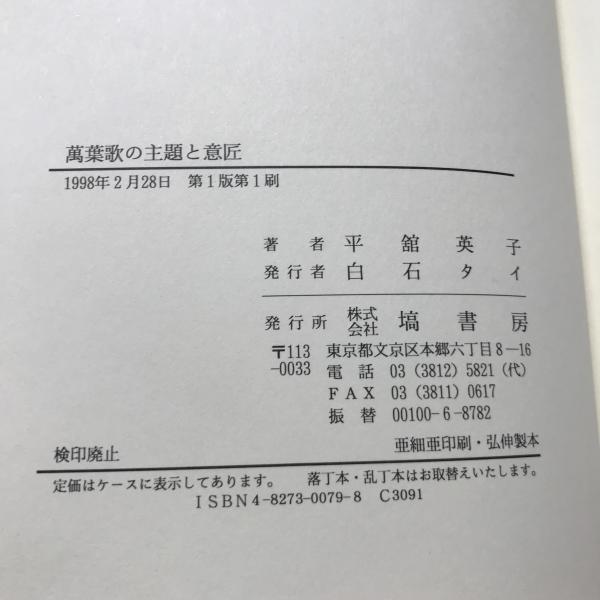 萬葉歌の主題と意匠
1998年2月28日　第1版第1刷
著者　平舘英子
発行者　白石タイ
発行所　株式会社　塙書房
〒113-0033　東京都文京区本郷六丁目8-16
電話　03 (3812) 5821 (代)
FAX　03 (3811) 0617
振替　00100-6-8782
検印廃止　亜細亜印刷・弘伸製本
定価はケースに表示してあります。　落丁本・乱丁本はお取替えいたします。
ISBN4-8273-0079-8　C3091